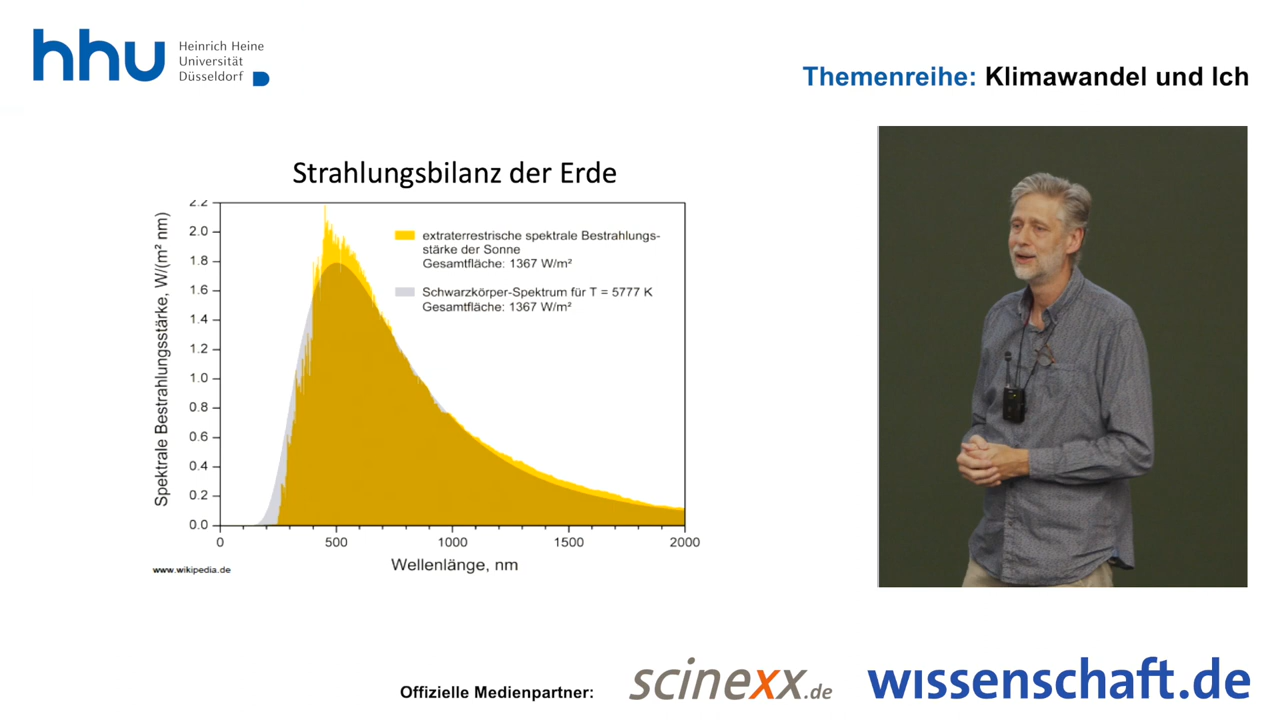 hhu Heinrich Heine
Universität
Düsseldorf
Themenreihe: Klimawandel und Ich
Strahlungsbilanz der Erde
Spektrale Bestrahlungsstärke, W/(m² nm)
2.2
2.0
1.8
1.6
1.4
1.2
1.0
0.8
0.6
0.4
0.2
0.0
extraterrestrische spektrale Bestrahlungs-
stärke der Sonne
Gesamtfläche: 1367 W/m²
Schwarzkörper-Spektrum für T = 5777 K
Gesamtfläche: 1367 W/m²
0 500 1000 1500 2000
Wellenlänge, nm
www.wikipedia.de
Offizielle Medienpartner: scinexx.de wissenschaft.de